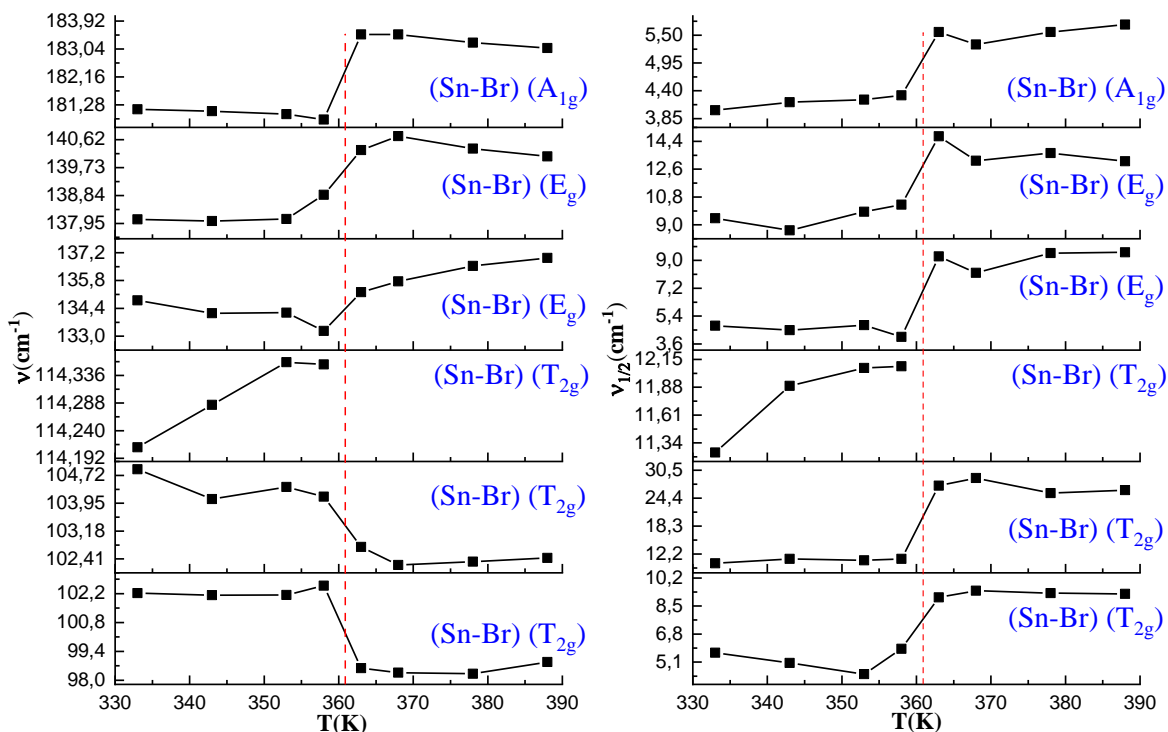 183,92
183,04
182,16
181,28
(Sn-Br) (A1g)
140,62
139,73
138,84
137,95
(Sn-Br) (Eg)
137,2
135,8
134,4
133,0
(Sn-Br) (Eg)
114,336
114,288
114,240
114,192
(Sn-Br) (T2g)
104,72
103,95
103,18
102,41
(Sn-Br) (T2g)
102,2
100,8
99,4
98,0
(Sn-Br) (T2g)
ν(cm-1)
330 340 350 360 370 380 390
T(K)
5,50
4,95
4,40
3,85
(Sn-Br) (A1g)
14,4
12,6
10,8
9,0
(Sn-Br) (Eg)
9,0
7,2
5,4
3,6
(Sn-Br) (Eg)
12,15
11,88
11,61
11,34
(Sn-Br) (T2g)
30,5
24,4
18,3
12,2
(Sn-Br) (T2g)
10,2
8,5
6,8
5,1
(Sn-Br) (T2g)
ν1/2(cm-1)
330 340 350 360 370 380 390
T(K)